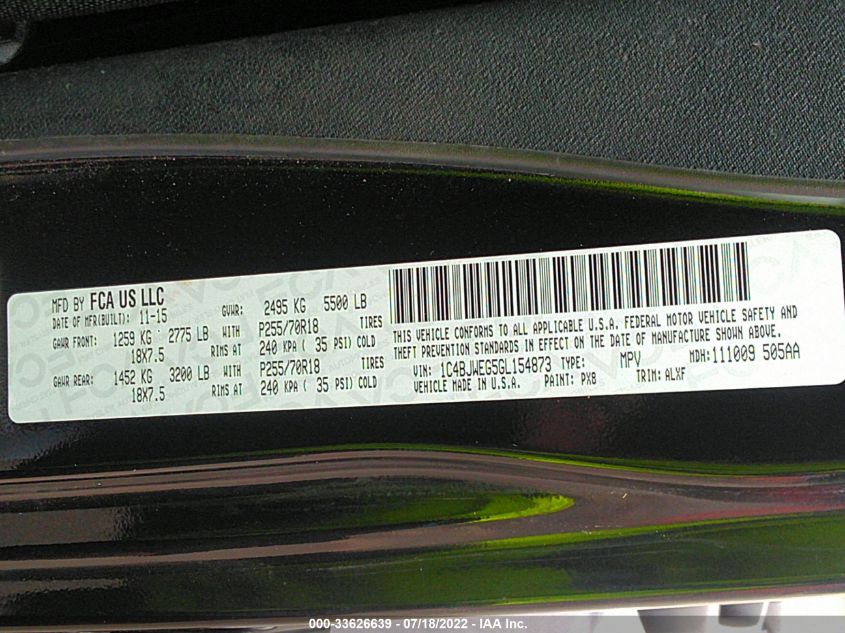 MFD BY FCA US LLC
DATE OF MFR(BUILT): 11-15 GVWR: 2495 KG 5500 LB
GAWR FRONT: 1259 KG 2775 LB WITH P255/70R18 TIRES
18X7.5 RIMS AT 240 KPA ( 35 PSI) COLD
GAWR REAR: 1452 KG 3200 LB WITH P255/70R18 TIRES
18X7.5 RIMS AT 240 KPA ( 35 PSI) COLD
THIS VEHICLE CONFORMS TO ALL APPLICABLE U.S.A. FEDERAL MOTOR VEHICLE SAFETY AND
THEFT PREVENTION STANDARDS IN EFFECT ON THE DATE OF MANUFACTURE SHOWN ABOVE.
VIN: 1C4BJWEG5GL154873 TYPE: MPV MDH: 111009 505AA
VEHICLE MADE IN U.S.A. PAINT: PX8 TRIM: ALXF
000-33626639 - 07/18/2022 - IAA Inc.